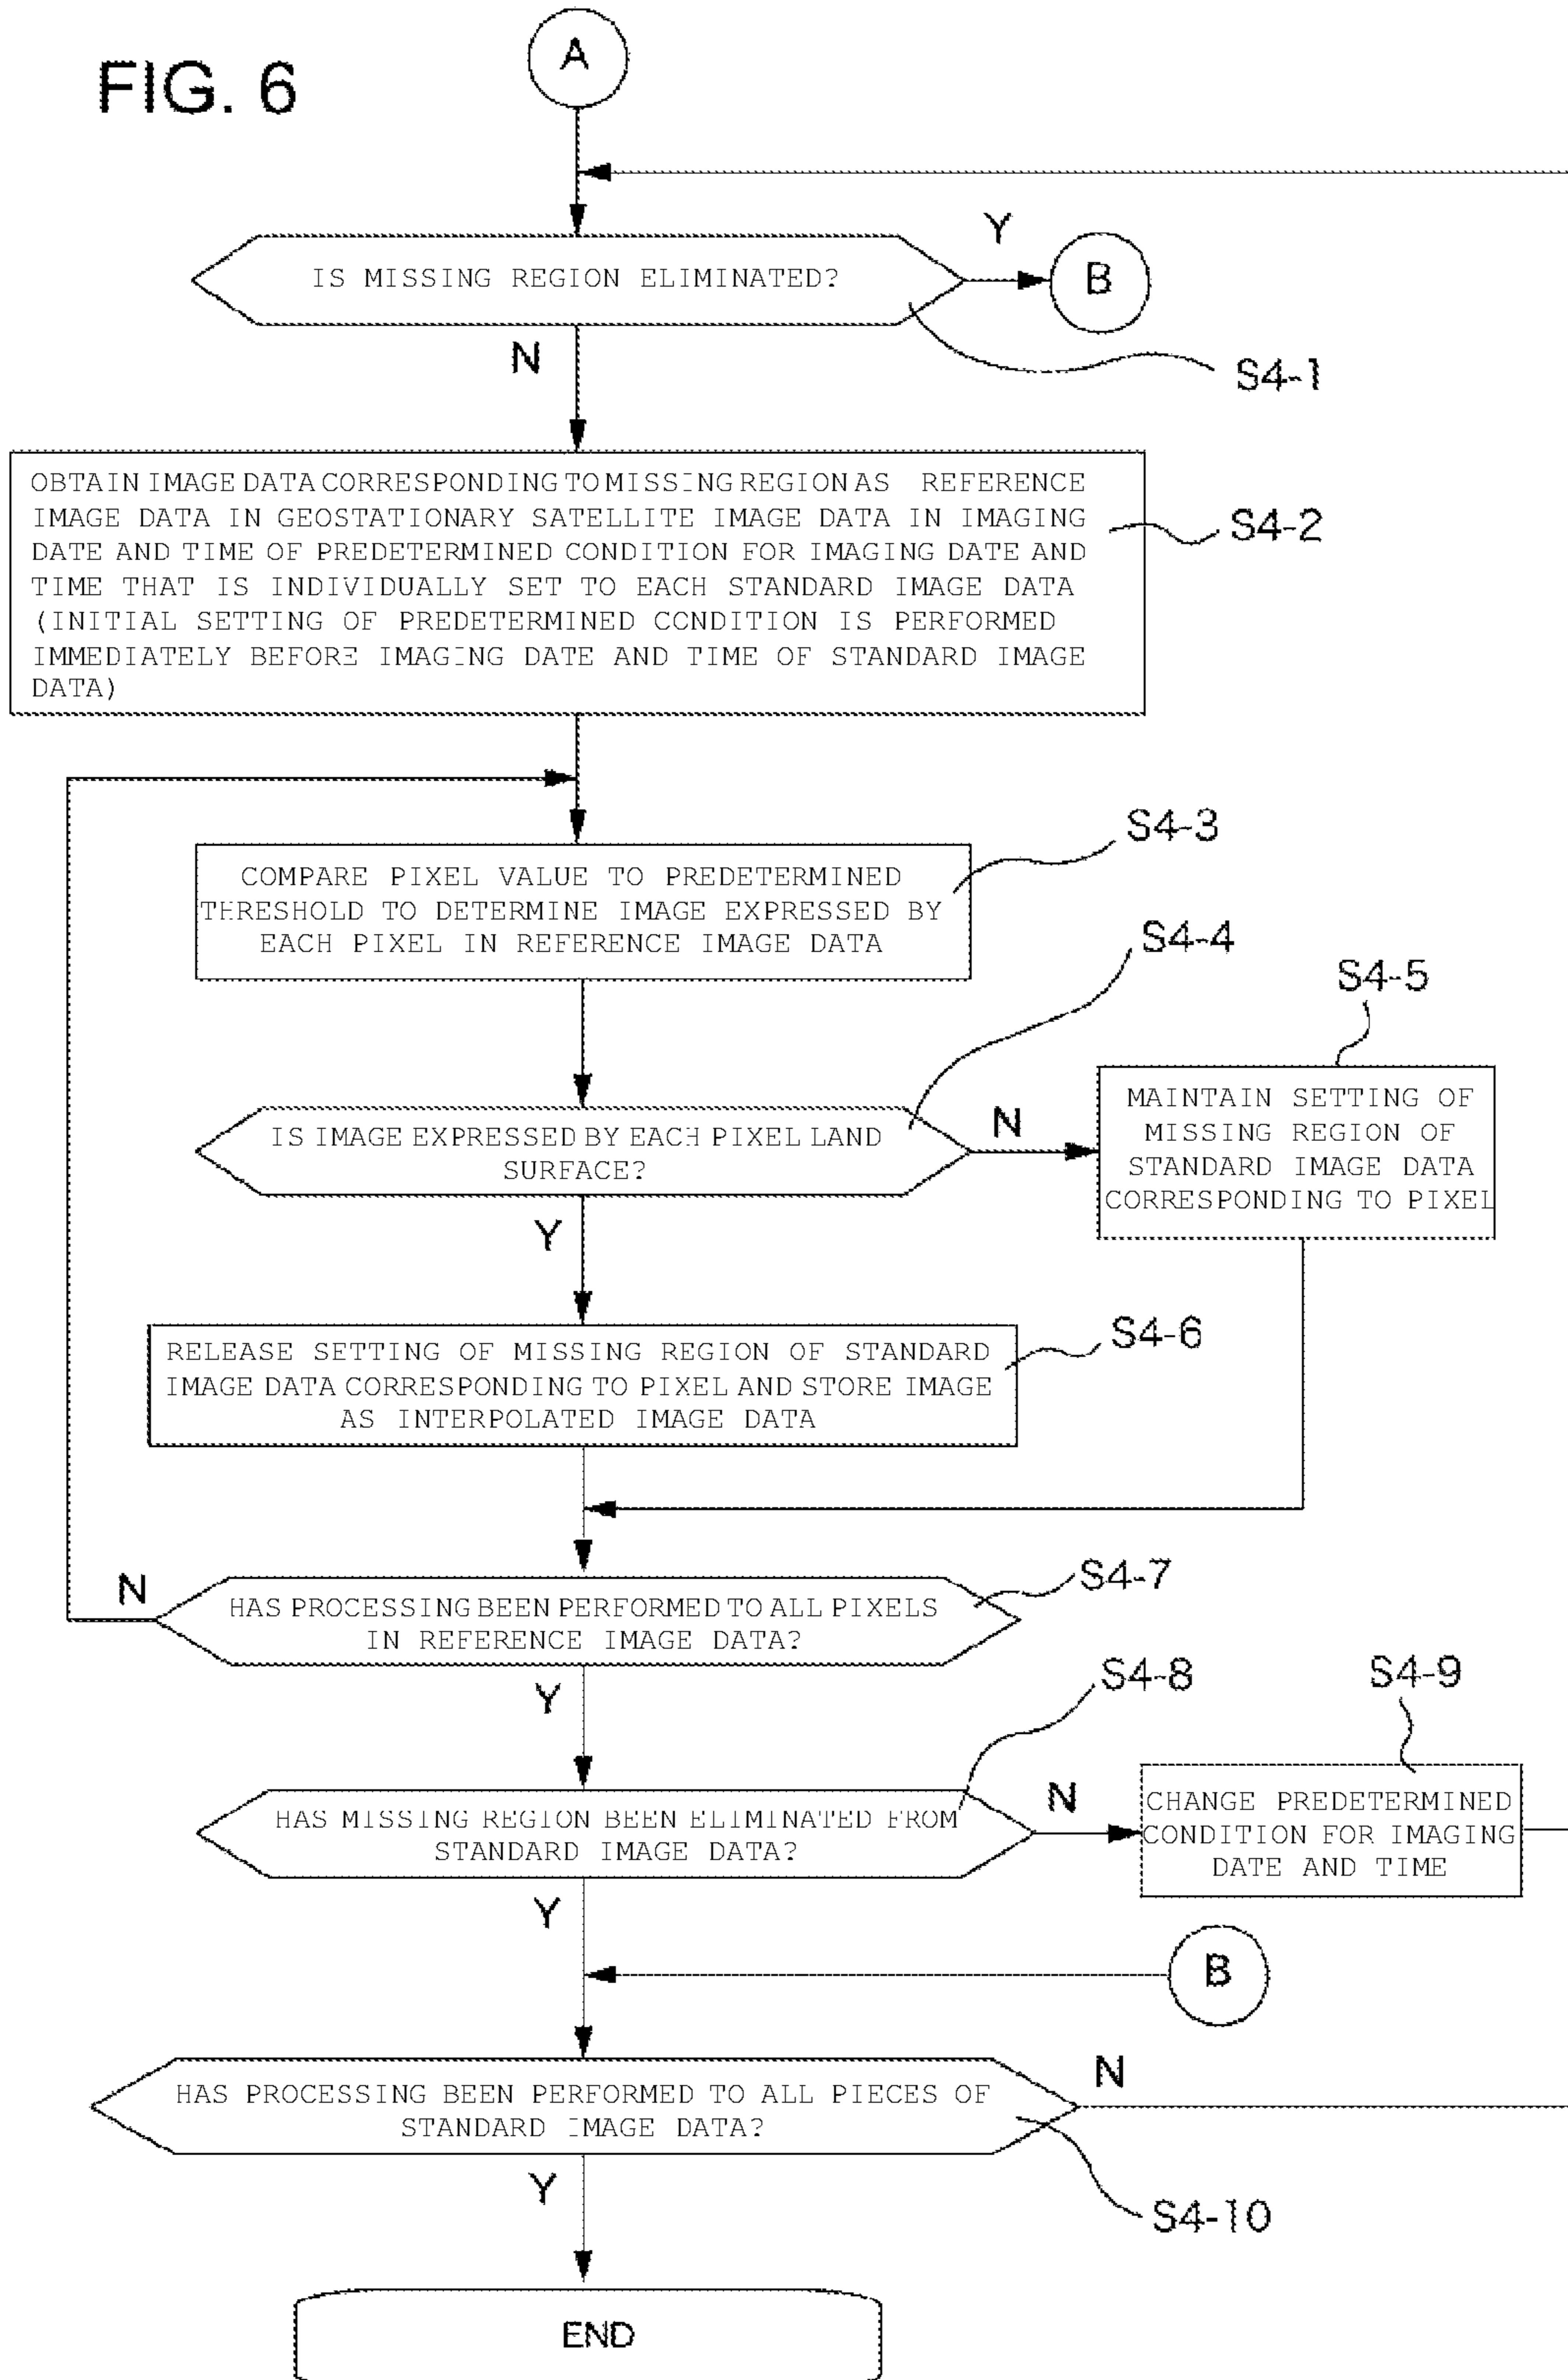 FIG. 6
A
IS MISSING REGION ELIMINATED?
Y
B
N
S4-1
OBTAIN IMAGE DATA CORRESPONDING TO MISSING REGION AS REFERENCE
IMAGE DATA IN GEOSTATIONARY SATELLITE IMAGE DATA IN IMAGING
DATE AND TIME OF PREDETERMINED CONDITION FOR IMAGING DATE AND
TIME THAT IS INDIVIDUALLY SET TO EACH STANDARD IMAGE DATA
(INITIAL SETTING OF PREDETERMINED CONDITION IS PERFORMED
IMMEDIATELY BEFORE IMAGING DATE AND TIME OF STANDARD IMAGE
DATA)
S4-2
S4-3
COMPARE PIXEL VALUE TO PREDETERMINED
THRESHOLD TO DETERMINE IMAGE EXPRESSED BY
EACH PIXEL IN REFERENCE IMAGE DATA
S4-4
S4-5
IS IMAGE EXPRESSED BY EACH PIXEL LAND
SURFACE?
N
MAINTAIN SETTING OF
MISSING REGION OF
STANDARD IMAGE DATA
CORRESPONDING TO PIXEL
Y
S4-6
RELEASE SETTING OF MISSING REGION OF STANDARD
IMAGE DATA CORRESPONDING TO PIXEL AND STORE IMAGE
AS INTERPOLATED IMAGE DATA
N
S4-7
HAS PROCESSING BEEN PERFORMED TO ALL PIXELS
IN REFERENCE IMAGE DATA?
Y
S4-8
S4-9
HAS MISSING REGION BEEN ELIMINATED FROM
STANDARD IMAGE DATA?
N
CHANGE PREDETERMINED
CONDITION FOR IMAGING
DATE AND TIME
Y
B
HAS PROCESSING BEEN PERFORMED TO ALL PIECES OF
STANDARD IMAGE DATA?
N
Y
S4-10
END